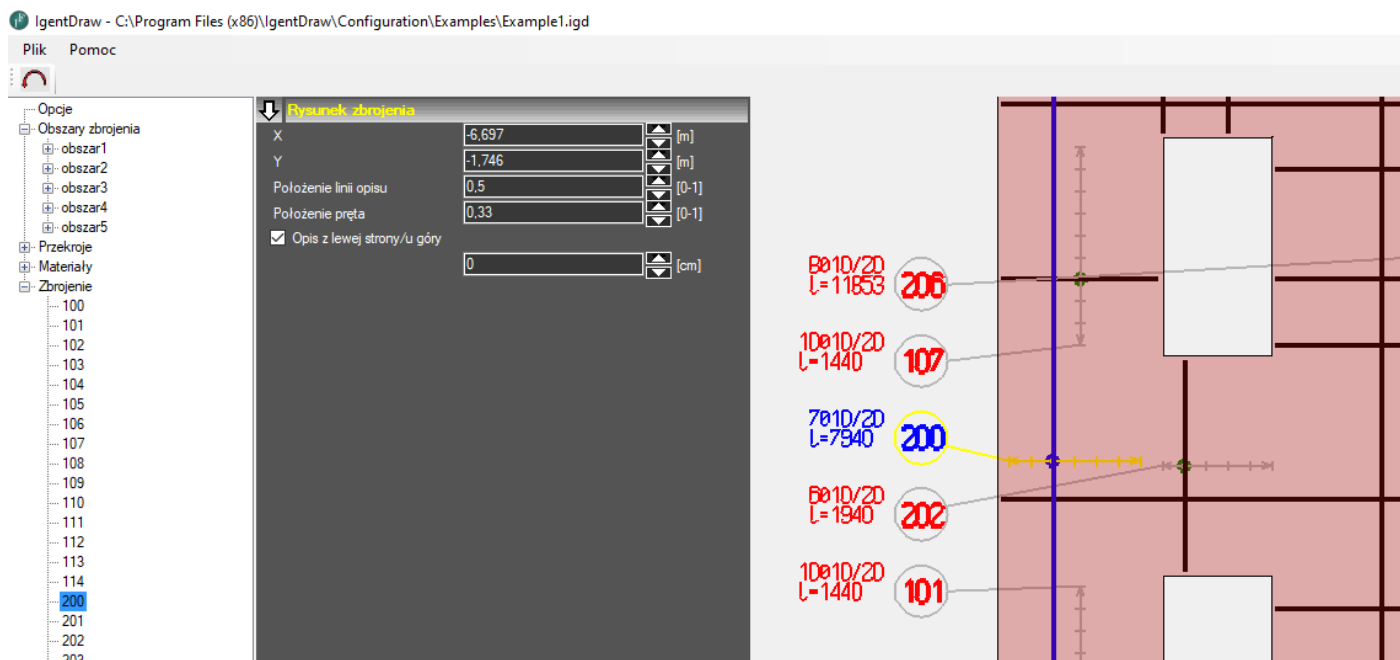 IgentDraw - C:\Program Files (x86)\IgentDraw\Configuration\Examples\Example1.igd
Plik Pomoc
Opcje
Obszary zbrojenia
obszar1
obszar2
obszar3
obszar4
obszar5
Przekroje
Materiały
Zbrojenie
100
101
102
103
104
105
106
107
108
109
110
111
112
113
114
200
201
202
203
Rysunek zbrojenia
X -6,697 [m]
Y -1,746 [m]
Położenie linii opisu 0,5 [0-1]
Położenie pręta 0,33 [0-1]
Opis z lewej strony/u góry
0 [cm]
8Ø10/20
l=11853
206
10Ø10/20
l=1440
107
7Ø10/20
l=7940
200
6Ø10/20
l=1940
202
10Ø10/20
l=1440
101